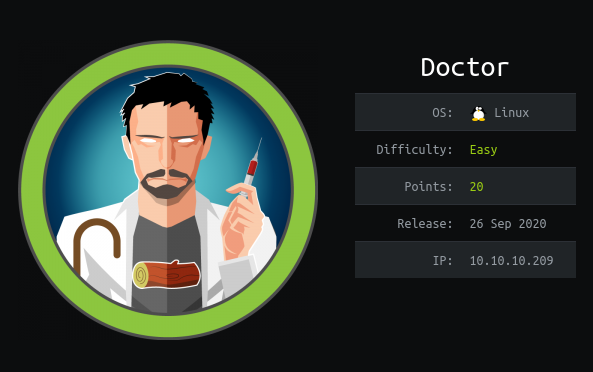 Doctor
OS: Linux
Difficulty: Easy
Points: 20
Release: 26 Sep 2020
IP: 10.10.10.209